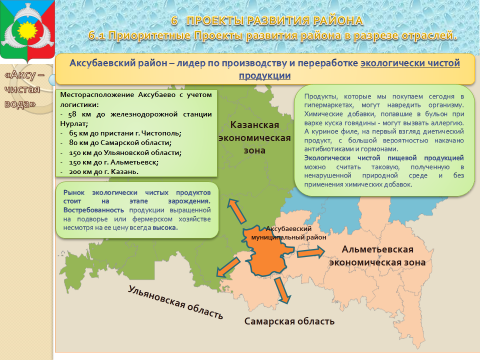 6 ПРОЕКТЫ РАЗВИТИЯ РАЙОНА
6.1 Приоритетные Проекты развития района в разрезе отраслей.
«Аксу –
чистая
вода»
Аксубаевский район – лидер по производству и переработке экологически чистой
продукции
Месторасположение Аксубаево с учетом
логистики:
- 58 км до железнодорожной станции
Нурлат;
- 65 км до пристани г. Чистополь;
- 80 км до Самарской области;
- 150 км до Ульяновской области;
- 150 км до г. Альметьевск;
- 200 км до г. Казань.
Казанская
экономическая
зона
Продукты, которые мы покупаем сегодня в
гипермаркетах, могут навредить организму.
Химические добавки, попавшие в бульон при
варке куска говядины - могут вызвать аллергию.
А куриное филе, на первый взгляд диетический
продукт, с большой вероятностью накачано
антибиотиками и гормонами.
Экологически чистой пищевой продукцией
можно считать таковую, полученную в
ненарушенной природной среде и без
применения химических добавок.
Рынок экологически чистых продуктов
стоит на этапе зарождения.
Востребованность продукции выращенной
на подворье или фермерском хозяйстве
несмотря на ее цену всегда высока.
Аксубаевский
муниципальный район
Альметьевская
экономическая зона
Ульяновская область
Самарская область